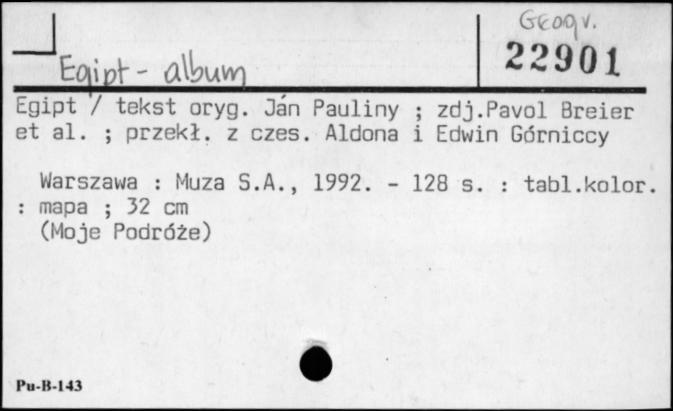 Geogr.
22901
Egipt - album
Egipt / tekst oryg. Ján Pauliny ; zdj.Pavol Breier
et al. ; przekł. z czes. Aldona i Edwin Górniccy
Warszawa : Muza S.A., 1992. - 128 s. : tabl.kolor.
: mapa ; 32 cm
(Moje Podróże)
Pu-B-143